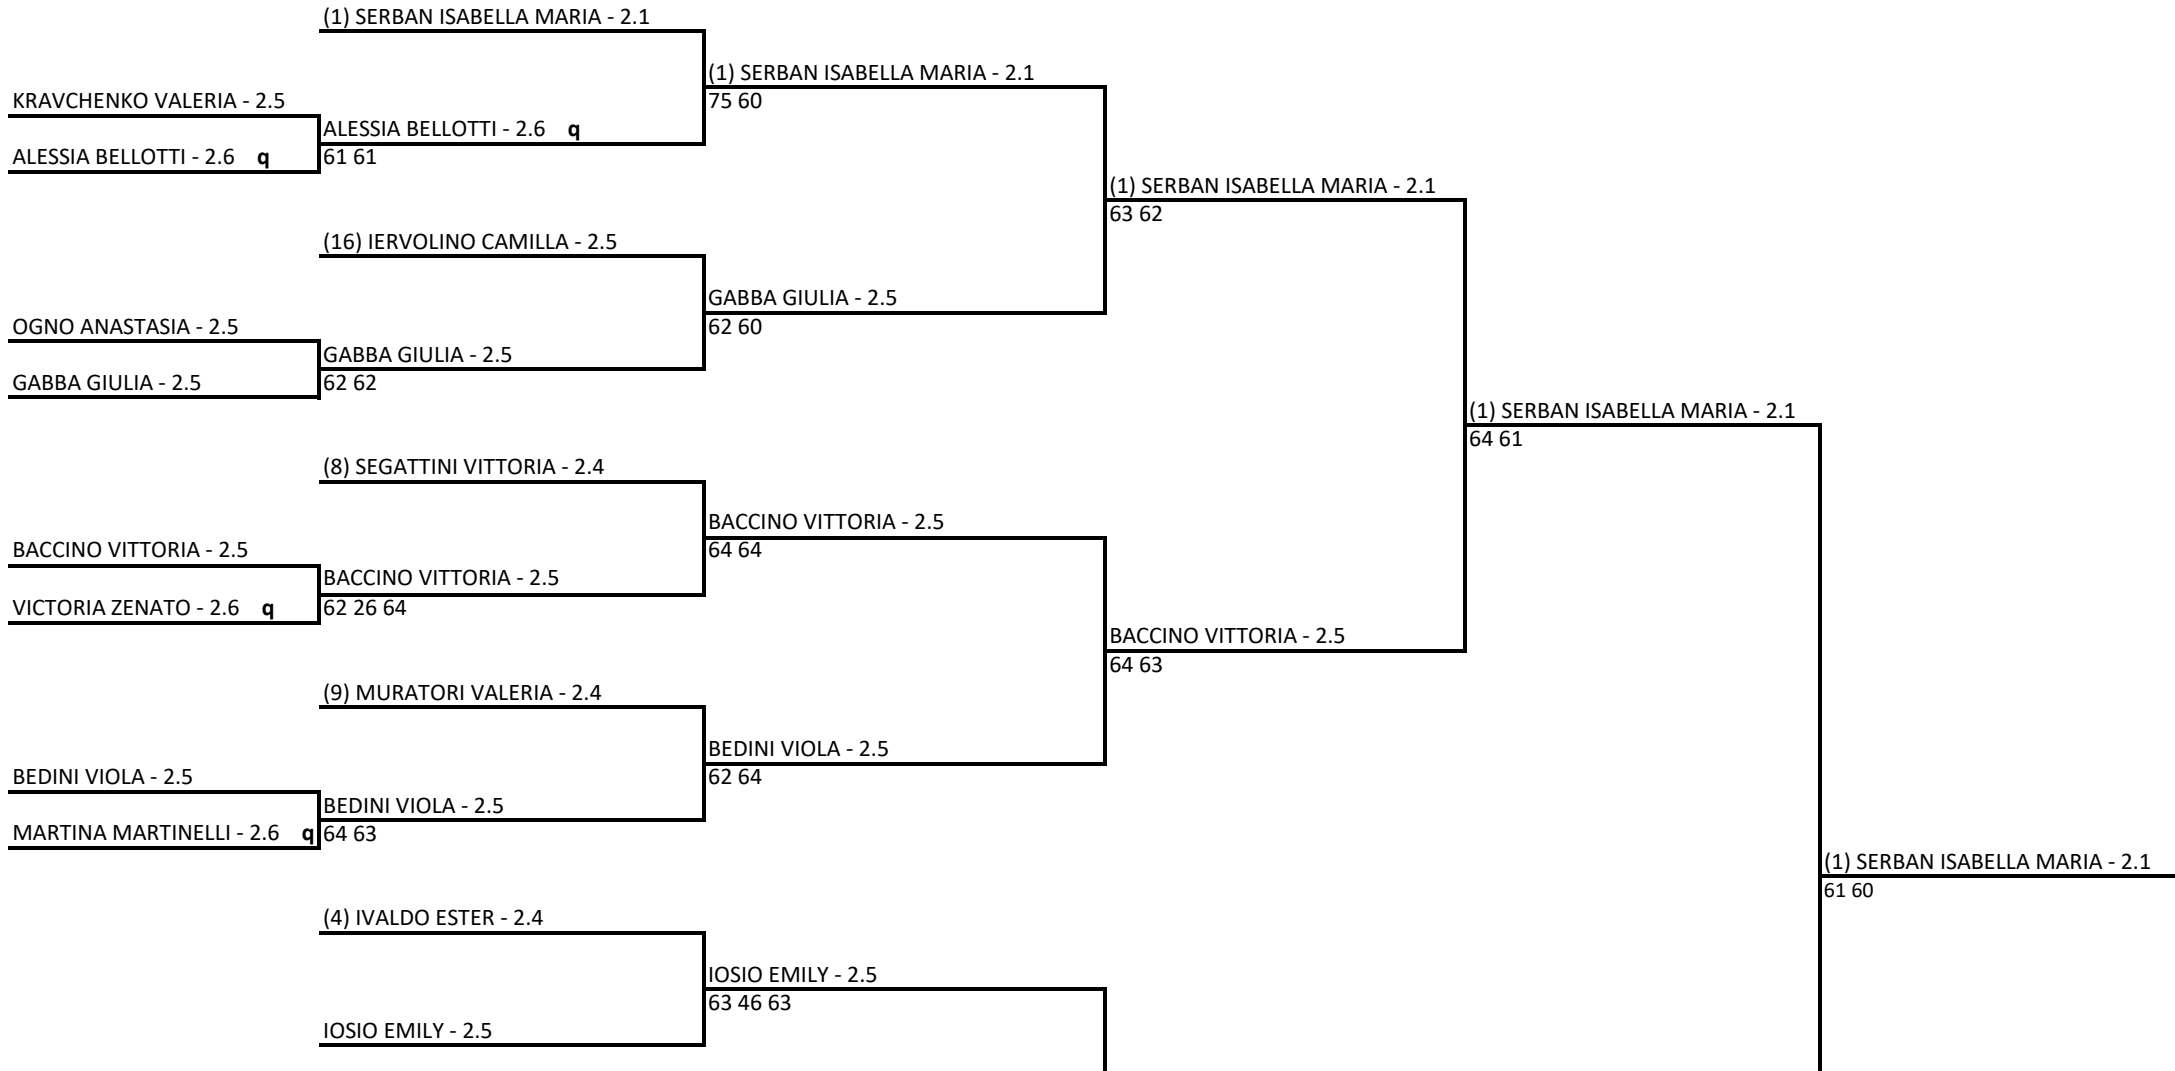 (1) SERBAN ISABELLA MARIA - 2.1
(1) SERBAN ISABELLA MARIA - 2.1
KRAVCHENKO VALERIA - 2.5
75 60
ALESSIA BELLOTTI - 2.6 q
ALESSIA BELLOTTI - 2.6 q
61 61
(1) SERBAN ISABELLA MARIA - 2.1
63 62
(16) IERVOLINO CAMILLA - 2.5
GABBA GIULIA - 2.5
OGNO ANASTASIA - 2.5
62 60
GABBA GIULIA - 2.5
GABBA GIULIA - 2.5
62 62
(1) SERBAN ISABELLA MARIA - 2.1
64 61
(8) SEGATTINI VITTORIA - 2.4
BACCINO VITTORIA - 2.5
BACCINO VITTORIA - 2.5
64 64
BACCINO VITTORIA - 2.5
VICTORIA ZENATO - 2.6 q
62 26 64
BACCINO VITTORIA - 2.5
64 63
(9) MURATORI VALERIA - 2.4
BEDINI VIOLA - 2.5
BEDINI VIOLA - 2.5
62 64
BEDINI VIOLA - 2.5
MARTINA MARTINELLI - 2.6 q
64 63
(1) SERBAN ISABELLA MARIA - 2.1
61 60
(4) IVALDO ESTER - 2.4
IOSIO EMILY - 2.5
63 46 63
IOSIO EMILY - 2.5